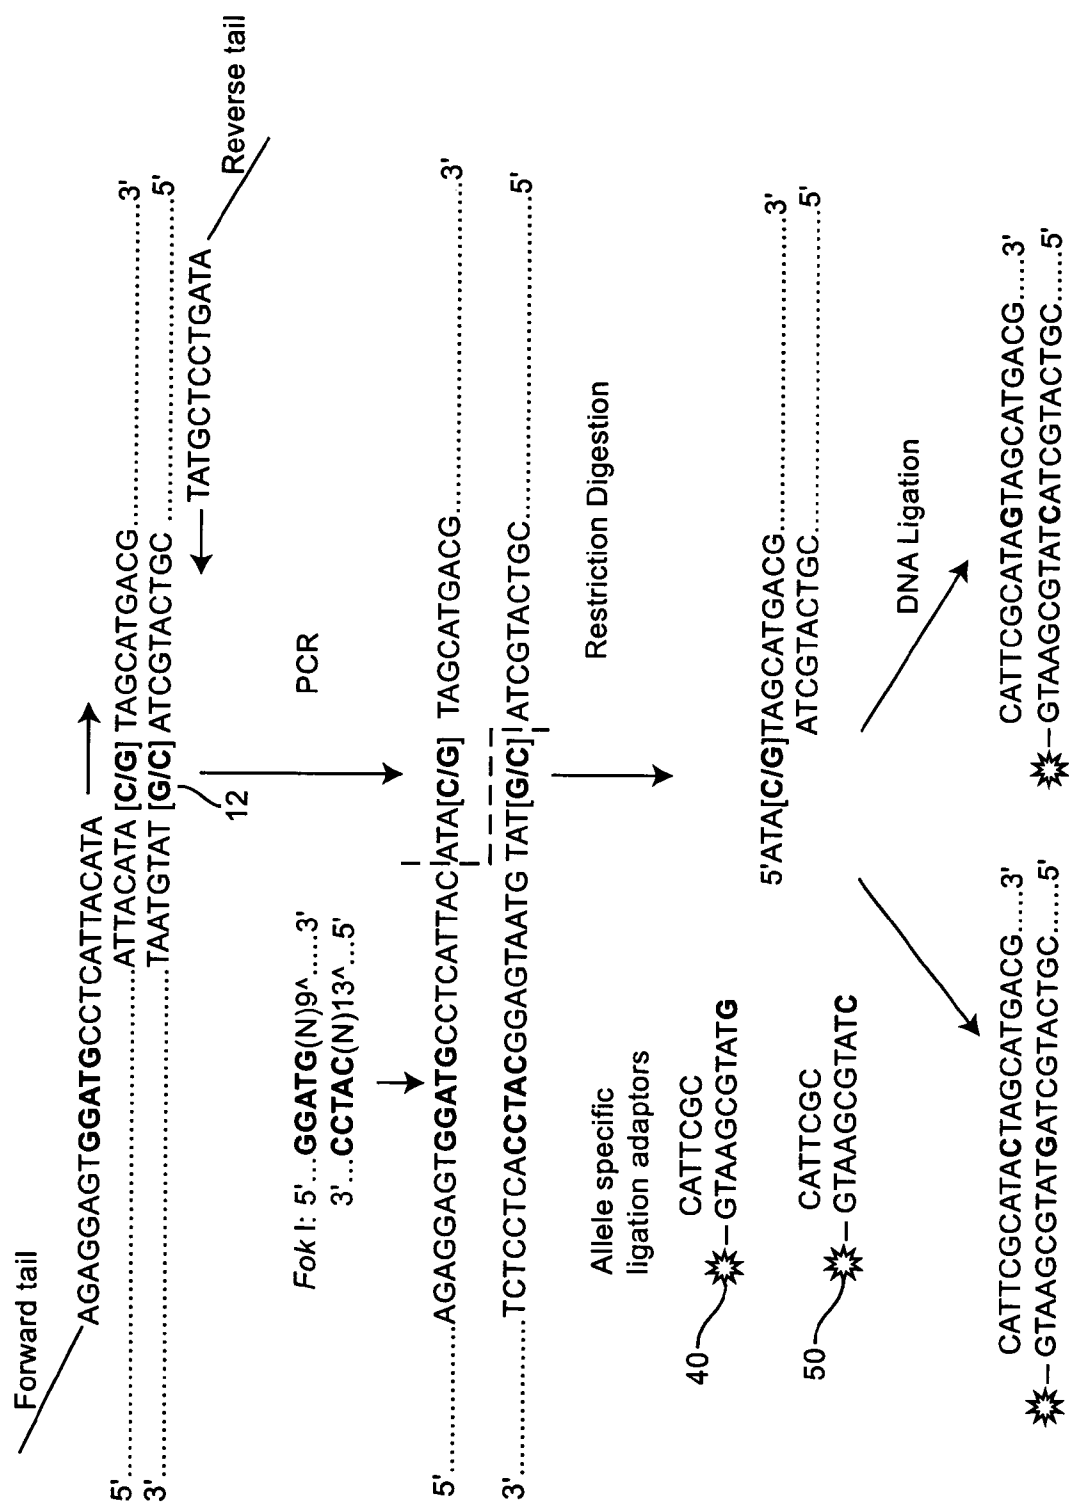 Forward tail
AGAGGAGTGGATGCCTCATTACATA
5'........ATTACATA [C/G] TAGCATGACG........3'
3'........TAATGTAT [G/C] ATCGTACTGC........5'
12
TATGCTCCTGATA
Reverse tail
PCR
Fok I: 5'...GGATG(N)9^.....3'
3'...CCTAC(N)13^...5'
5'........AGAGGAGTGGATGCCTCATTAC ATA[C/G] TAGCATGACG........3'
3'........TCTCCTCACCTACGGAGTAATG TAT[G/C] ATCGTACTGC........5'
Restriction Digestion
Allele specific
ligation adaptors
CATTCGC
40
GTAAGCGTATG
CATTCGC
50
GTAAGCGTATC
5'ATA[C/G]TAGCATGACG........3'
ATCGTACTGC........5'
DNA Ligation
CATTCGCATACTAGCATGACG.....3'
GTAAGCGTATGATCGTACTGC......5'
CATTCGCATAGTAGCATGACG.....3'
GTAAGCGTATCATCGTACTGC......5'